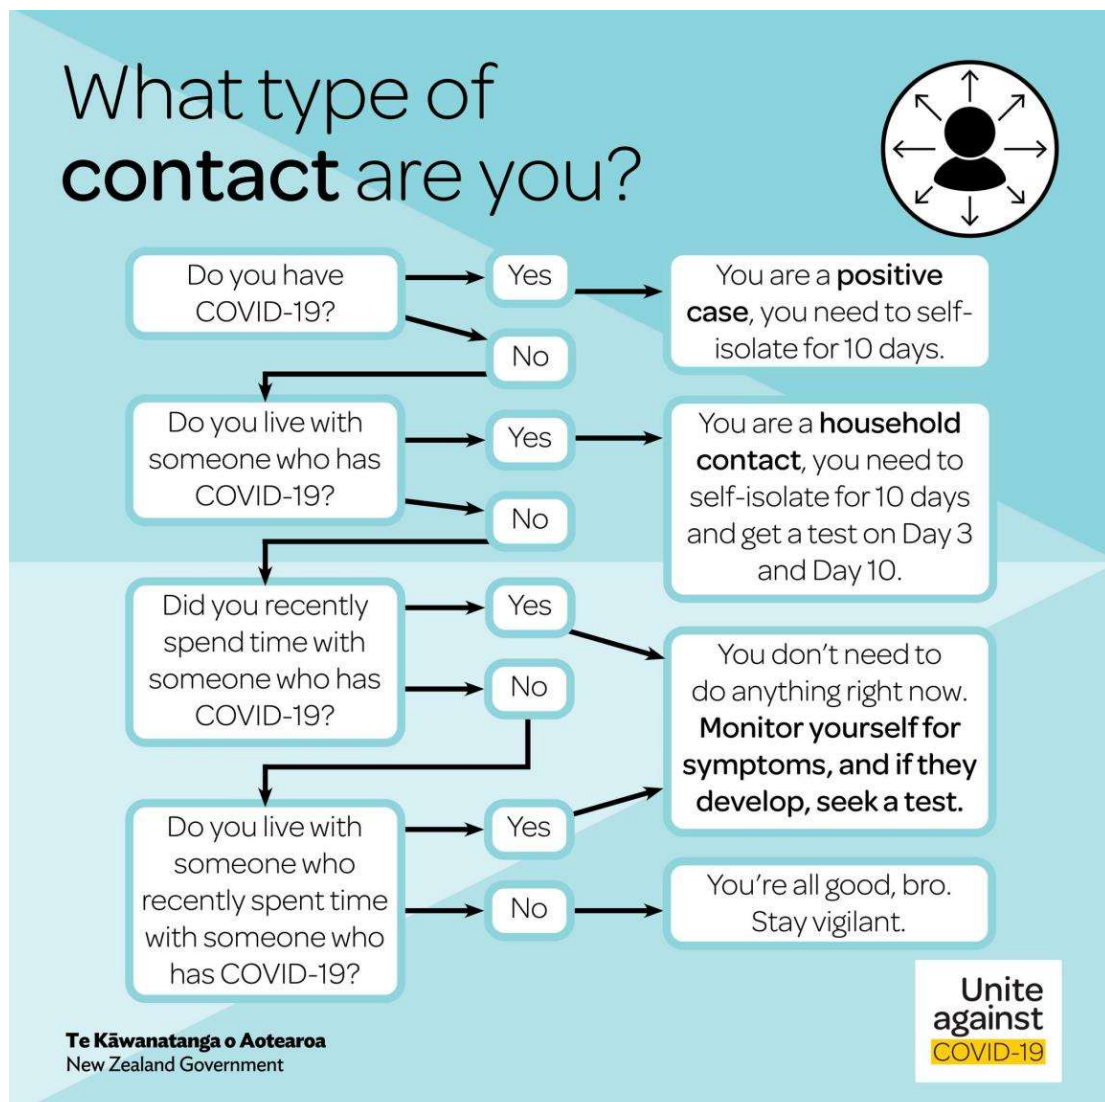 What type of
contact are you?
Do you have
COVID-19?
Yes
No
You are a positive
case, you need to self-
isolate for 10 days.
Do you live with
someone who has
COVID-19?
Yes
No
You are a household
contact, you need to
self-isolate for 10 days
and get a test on Day 3
and Day 10.
Did you recently
spend time with
someone who has
COVID-19?
Yes
No
You don't need to
do anything right now.
Monitor yourself for
symptoms, and if they
develop, seek a test.
Do you live with
someone who
recently spent time
with someone who
has COVID-19?
Yes
No
You're all good, bro.
Stay vigilant.
Te Kāwanatanga o Aotearoa
New Zealand Government
Unite
against
COVID-19